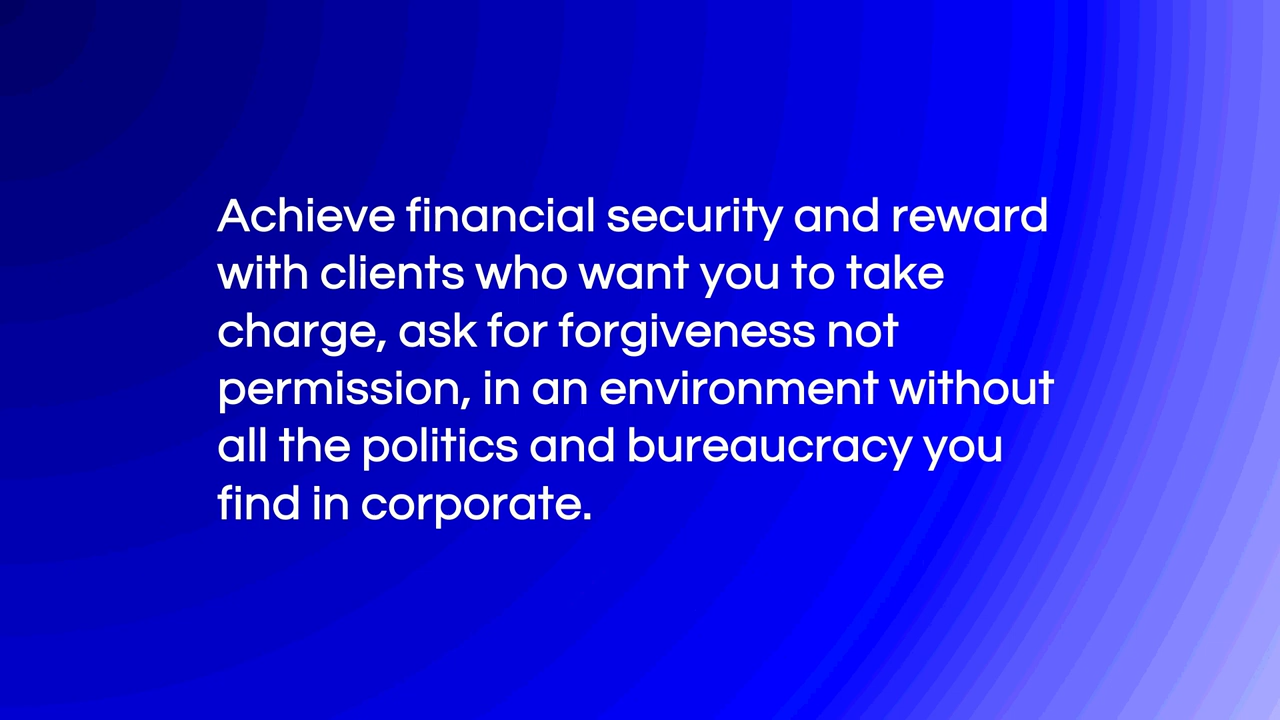 Achieve financial security and reward
with clients who want you to take
charge, ask for forgiveness not
permission, in an environment without
all the politics and bureaucracy you
find in corporate.